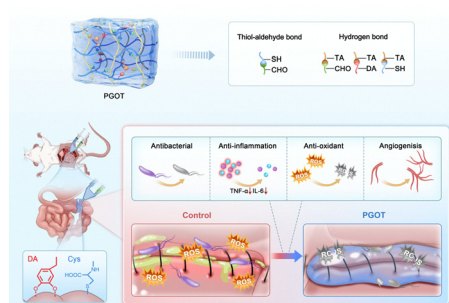 Thiol-aldehyde bond
Hydrogen bond
SH
CHO
TA TA TA
CHO DA SH
PGOT
Antibacterial Anti-inflammation Anti-oxidant Angiogenisis
ROS
ROS
TNF-α IL-6
Control PGOT
DA Cys
HOOC NH
ROS ROS
ROS ROS